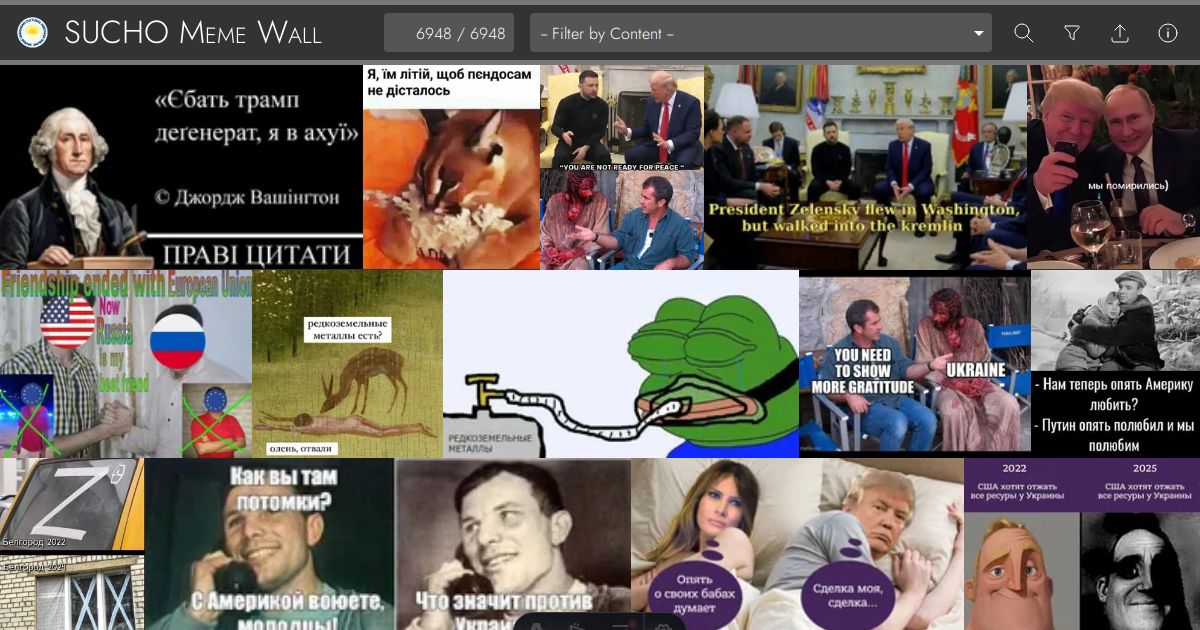 SUCHO MEME WALL
6948 / 6948
– Filter by Content –
«Єбать трамп
деґенерат, я в ахуї»
© Джордж Вашінгтон
ПРАВІ ЦИТАТИ
Я, їм літій, щоб пєндосам
не дісталось
"YOU ARE NOT READY FOR PEACE"
President Zelensky flew in Washington,
but walked into the kremlin
мы помирились)
Friendship ended with European Union
Now
Russia
is my
best friend
редкоземельные
металлы есть?
олень, отвали
РЕДКОЗЕМЕЛЬНЫЕ
МЕТАЛЛЫ
YOU NEED
TO SHOW
MORE GRATITUDE
UKRAINE
- Нам теперь опять Америку
любить?
- Путин опять полюбил и мы
полюбим
Z
Белгород 2022
Белгород 2024
Как вы там
потомки?
С Америкой воюете,
молодцы!
Что значит против
Опять
о своих бабах
думает
Сделка моя,
сделка...
2022
США хотят отжать
все ресурсы у Украины
2025
США хотят отжать
все ресурсы у Украины